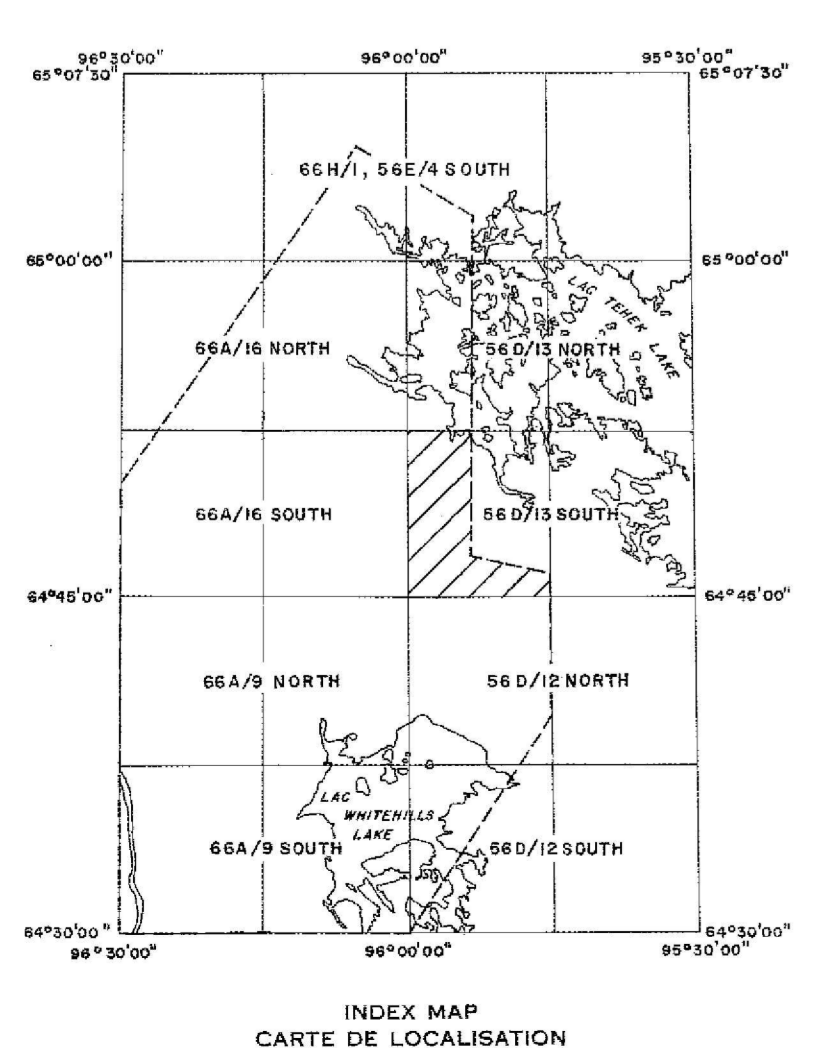 96°30'00" 96°00'00" 95°30'00"
65°07'30" 65°07'30"
66H/1, 56E/4 SOUTH
65°00'00" 65°00'00"
LAC TEHEK LAKE
66A/16 NORTH 56D/13 NORTH
66A/16 SOUTH 56D/13 SOUTH
64°45'00" 64°45'00"
66A/9 NORTH 56D/12 NORTH
LAC
WHITEHILLS
LAKE
66A/9 SOUTH 56D/12 SOUTH
64°30'00" 64°30'00"
96°30'00" 96°00'00" 95°30'00"
INDEX MAP
CARTE DE LOCALISATION